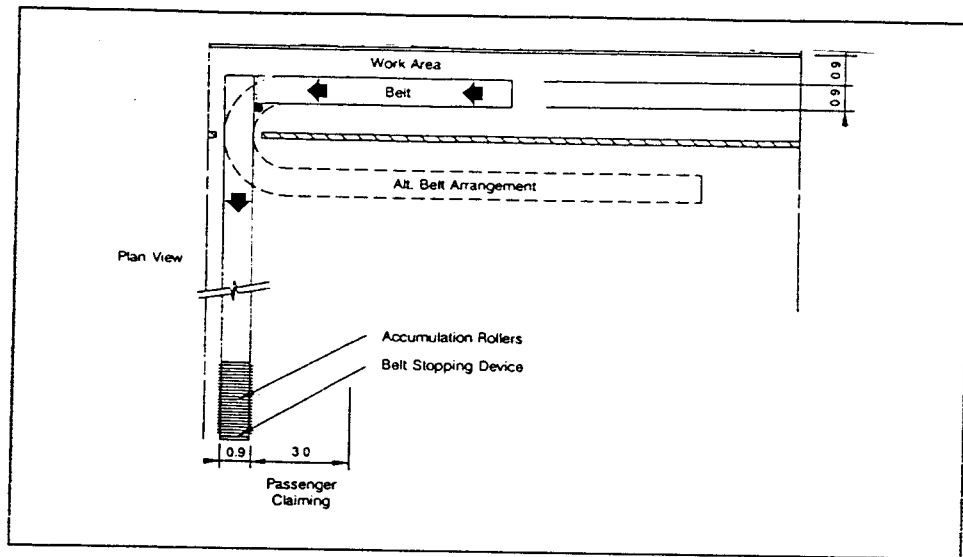 Work Area
Belt
0.9
0.9
Alt. Belt Arrangement
Plan View
Accumulation Rollers
Belt Stopping Device
0.9
3.0
Passenger
Claiming